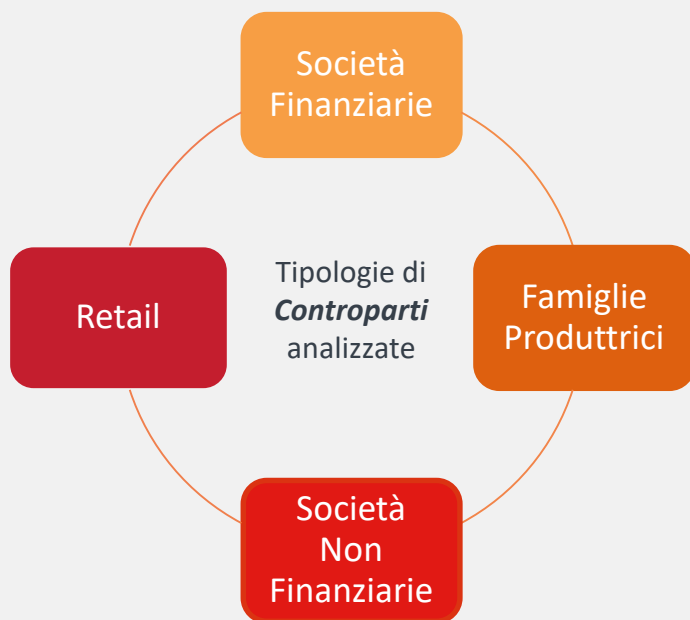 Società
Finanziarie
Retail
Tipologie di
Controparti
analizzate
Famiglie
Produttrici
Società
Non
Finanziarie